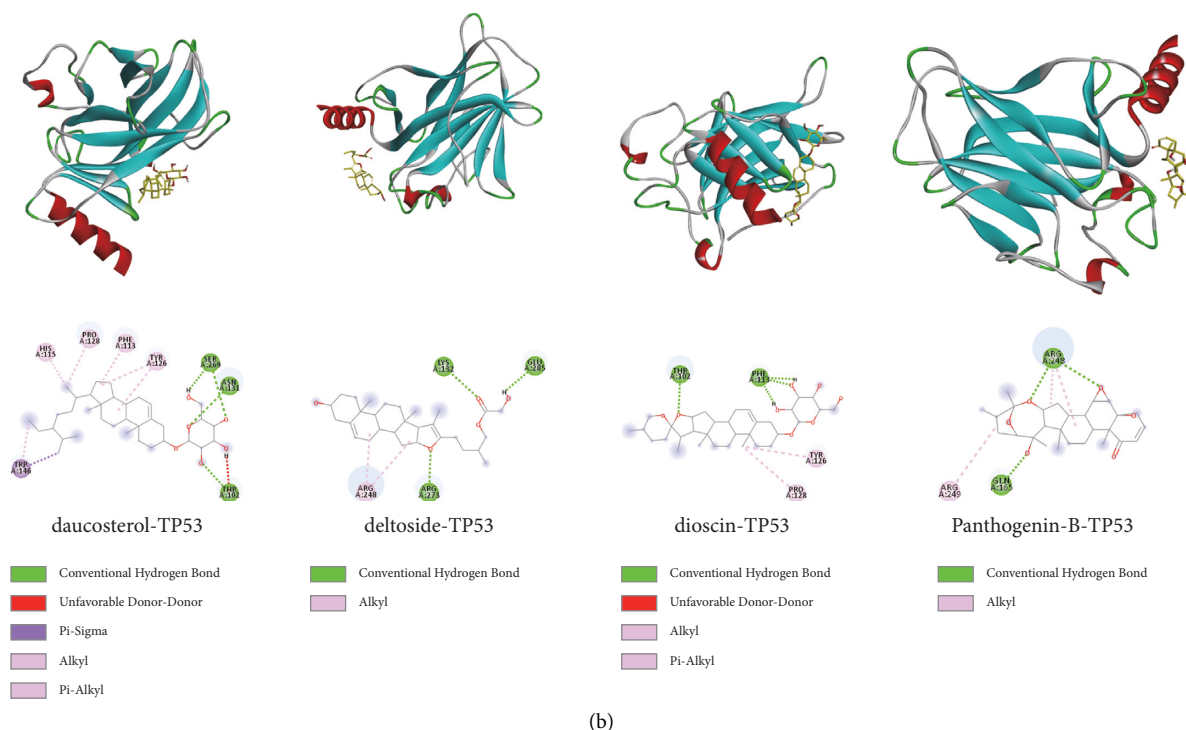 HIS
A:115
PRO
A:128
PHE
A:113
TYR
A:126
SER
A:269
ASN
A:131
TRP
A:146
THR
A:102
H
O
H
O
O
O
O
H
O
LYS
A:132
GLU
A:285
ARG
A:248
ARG
A:273
O
O
O
H
O
O
THR
A:102
PHE
A:113
TYR
A:126
PRO
A:128
O
O
O
O
H
O
H
O
O
O
ARG
A:248
ARG
A:249
GLN
A:165
O
O
O
H
O
O
O
daucosterol-TP53
deltoside-TP53
dioscin-TP53
Panthogenin-B-TP53
Conventional Hydrogen Bond
Unfavorable Donor-Donor
Pi-Sigma
Alkyl
Pi-Alkyl
Conventional Hydrogen Bond
Alkyl
Conventional Hydrogen Bond
Unfavorable Donor-Donor
Alkyl
Pi-Alkyl
Conventional Hydrogen Bond
Alkyl
(b)